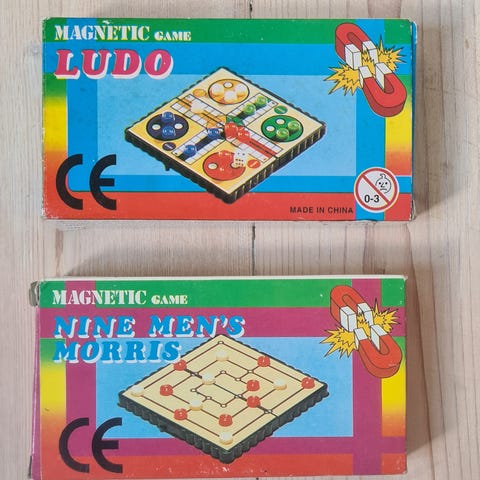 MAGNETIC GAME
LUDO
CE
0-3
MADE IN CHINA
MAGNETIC GAME
NINE MEN'S
MORRIS
CE